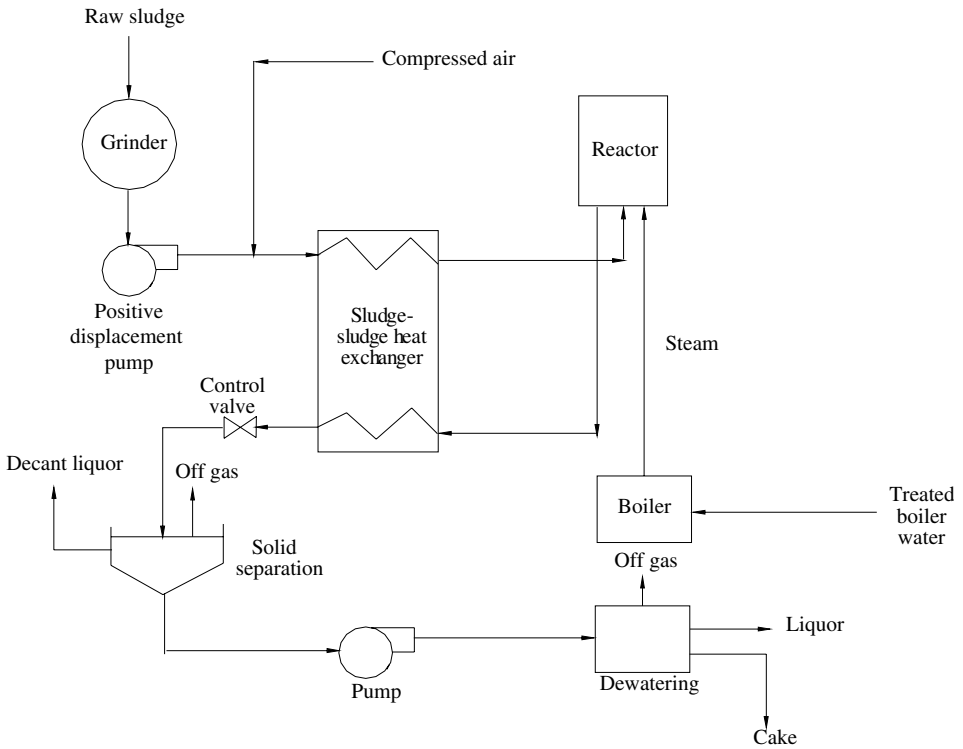 Raw sludge
Compressed air
Grinder
Reactor
Positive
displacement
pump
Sludge-
sludge heat
exchanger
Steam
Control
valve
Decant liquor
Off gas
Boiler
Treated
boiler
water
Solid
separation
Off gas
Liquor
Pump
Dewatering
Cake